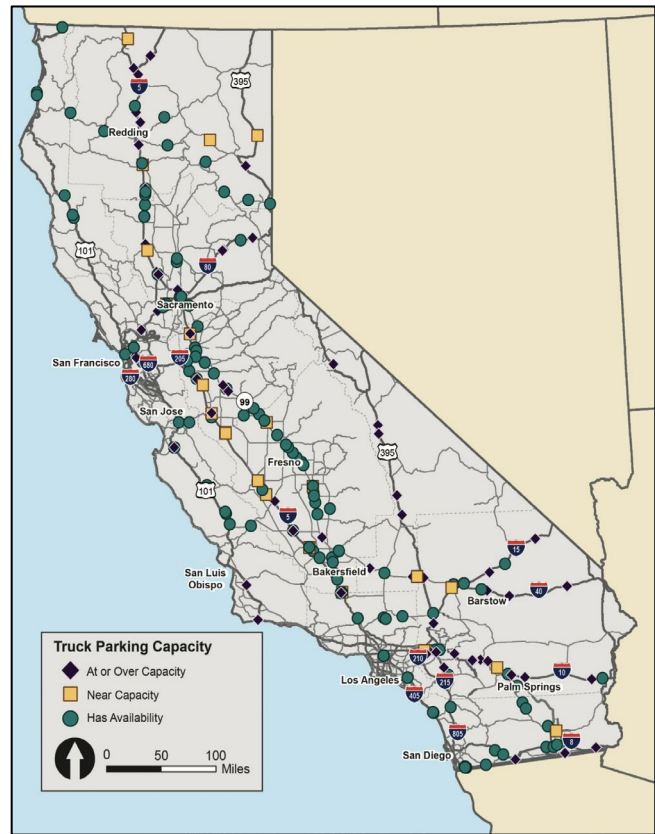 395
5
Redding
101
80
Sacramento
San Francisco
680
205
280
San Jose
99
Fresno
395
101
5
15
San Luis
Obispo
Bakersfield
Barstow
40
Truck Parking Capacity
At or Over Capacity
Near Capacity
Has Availability
0 50 100
Miles
210
215
10
Los Angeles
Palm Springs
405
805
8
San Diego